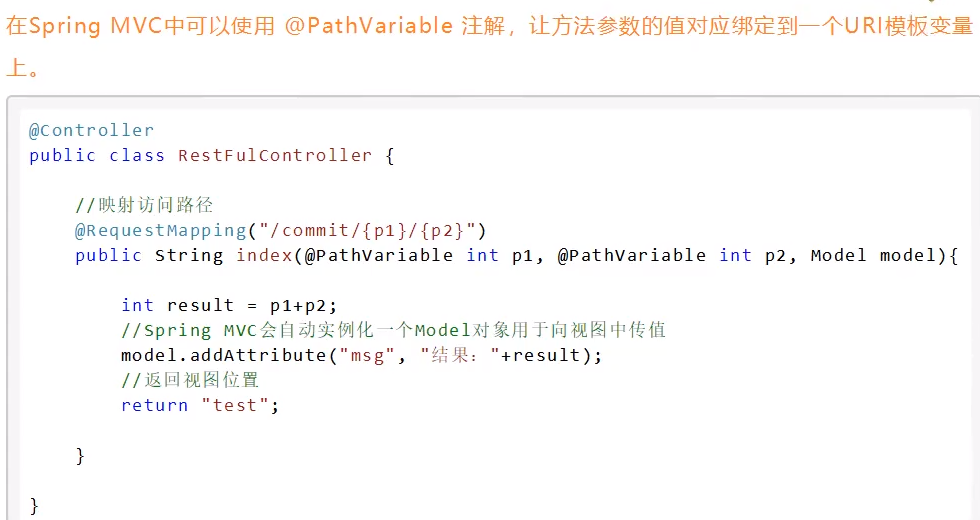 在Spring MVC中可以使用 @PathVariable 注解，让方法参数的值对应绑定到一个URI模板变量
上。
@Controller
public class RestFulController {
//映射访问路径
@RequestMapping("/commit/{p1}/{p2}")
public String index(@PathVariable int p1, @PathVariable int p2, Model model){
int result = p1+p2;
//Spring MVC会自动实例化一个Model对象用于向视图中传值
model.addAttribute("msg", "结果："+result);
//返回视图位置
return "test";
}
}